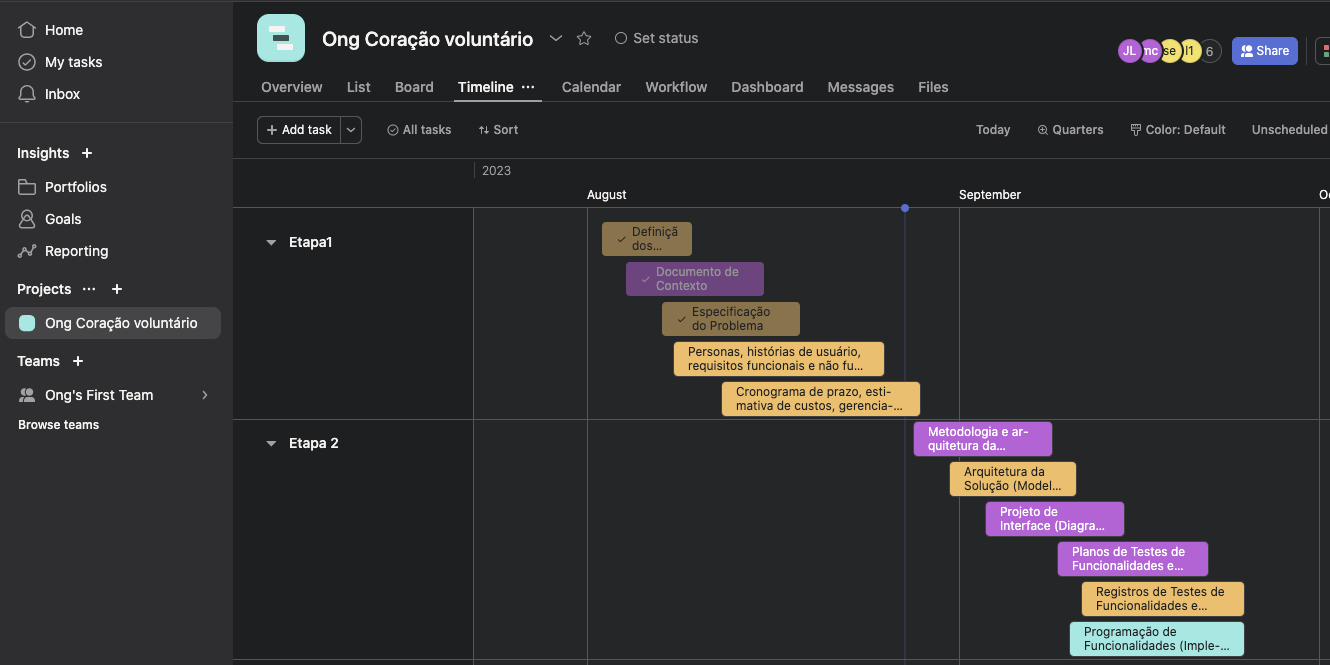 Home
My tasks
Inbox
Insights +
Portfolios
Goals
Reporting
Projects ... +
Ong Coração voluntário
Teams +
Ong's First Team
Browse teams
Ong Coração voluntário
Set status
JL mc se l1 6
Share
Overview List Board Timeline ... Calendar Workflow Dashboard Messages Files
+ Add task
All tasks
Sort
Today
Quarters
Color: Default
Unscheduled
2023
August
September
Etapa1
Definiçã
dos...
Documento de
Contexto
Especificação
do Problema
Personas, histórias de usuário,
requisitos funcionais e não fu...
Cronograma de prazo, esti-
mativa de custos, gerencia-...
Etapa 2
Metodologia e ar-
quitetura da...
Arquitetura da
Solução (Model...
Projeto de
Interface (Diagra...
Planos de Testes de
Funcionalidades e...
Registros de Testes de
Funcionalidades e...
Programação de
Funcionalidades (Imple-...